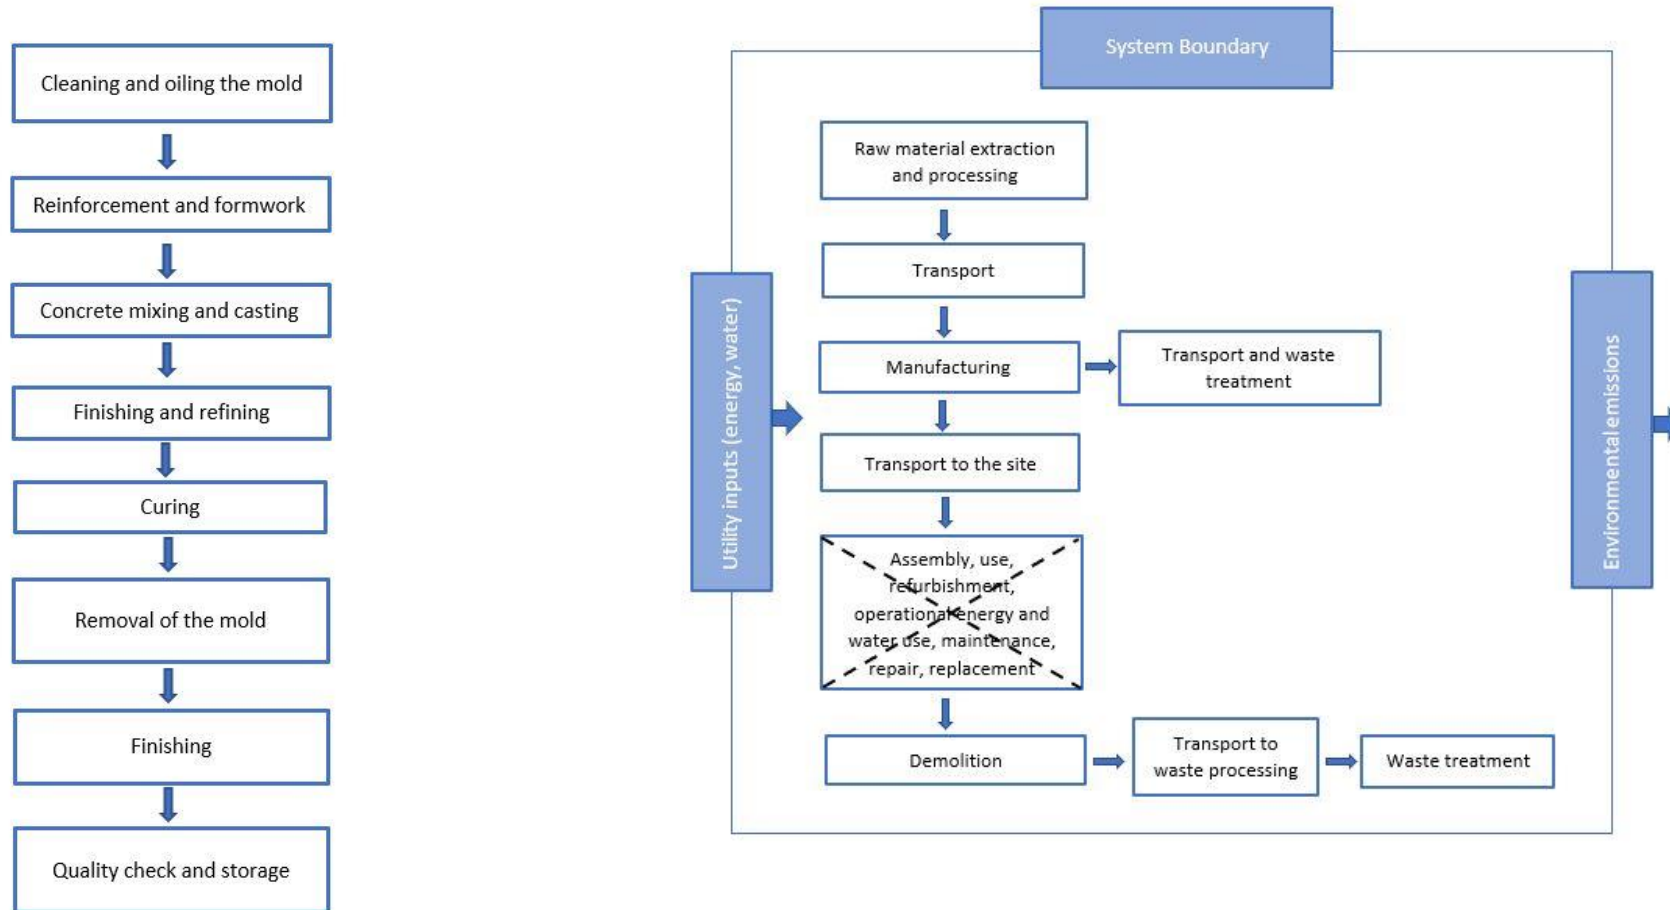 Cleaning and oiling the mold
Reinforcement and formwork
Concrete mixing and casting
Finishing and refining
Curing
Removal of the mold
Finishing
Quality check and storage
System Boundary
Utility inputs (energy, water)
Raw material extraction
and processing
Transport
Manufacturing
Transport and waste
treatment
Transport to the site
Assembly, use,
refurbishment,
operational energy and
water use, maintenance,
repair, replacement
Demolition
Transport to
waste processing
Waste treatment
Environmental emissions